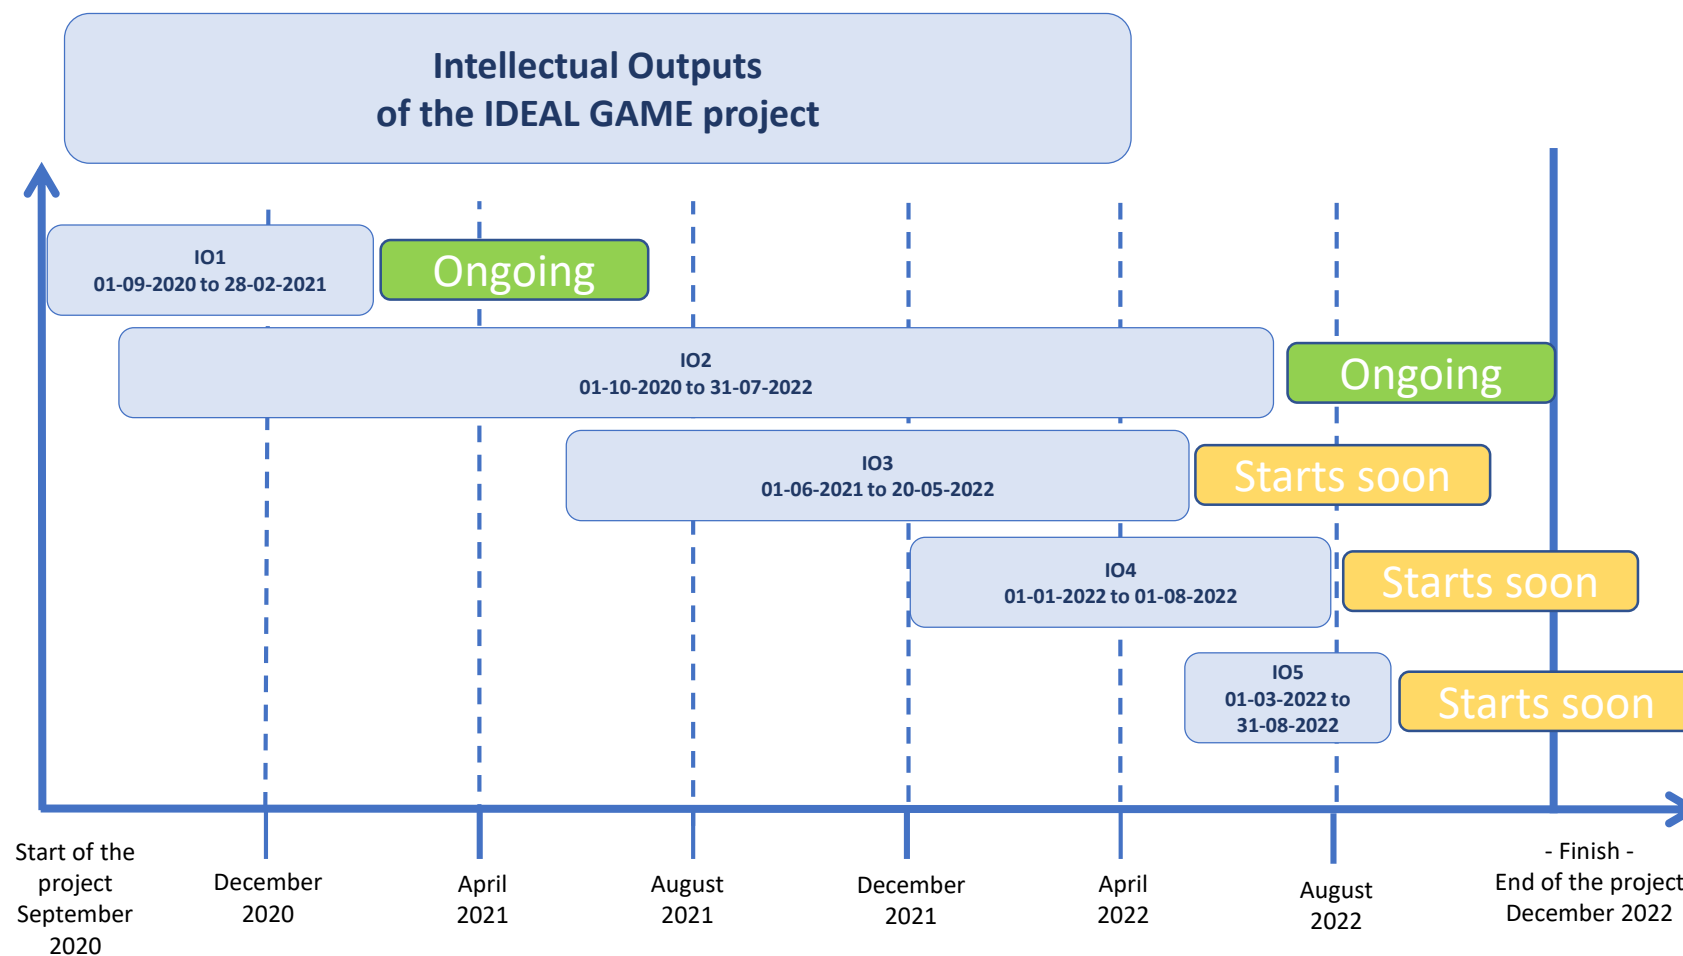 Intellectual Outputs
of the IDEAL GAME project
IO1
01-09-2020 to 28-02-2021
Ongoing
IO2
01-10-2020 to 31-07-2022
Ongoing
IO3
01-06-2021 to 20-05-2022
Starts soon
IO4
01-01-2022 to 01-08-2022
Starts soon
IO5
01-03-2022 to
31-08-2022
Starts soon
Start of the
project
September
2020
December
2020
April
2021
August
2021
December
2021
April
2022
August
2022
- Finish -
End of the project
December 2022